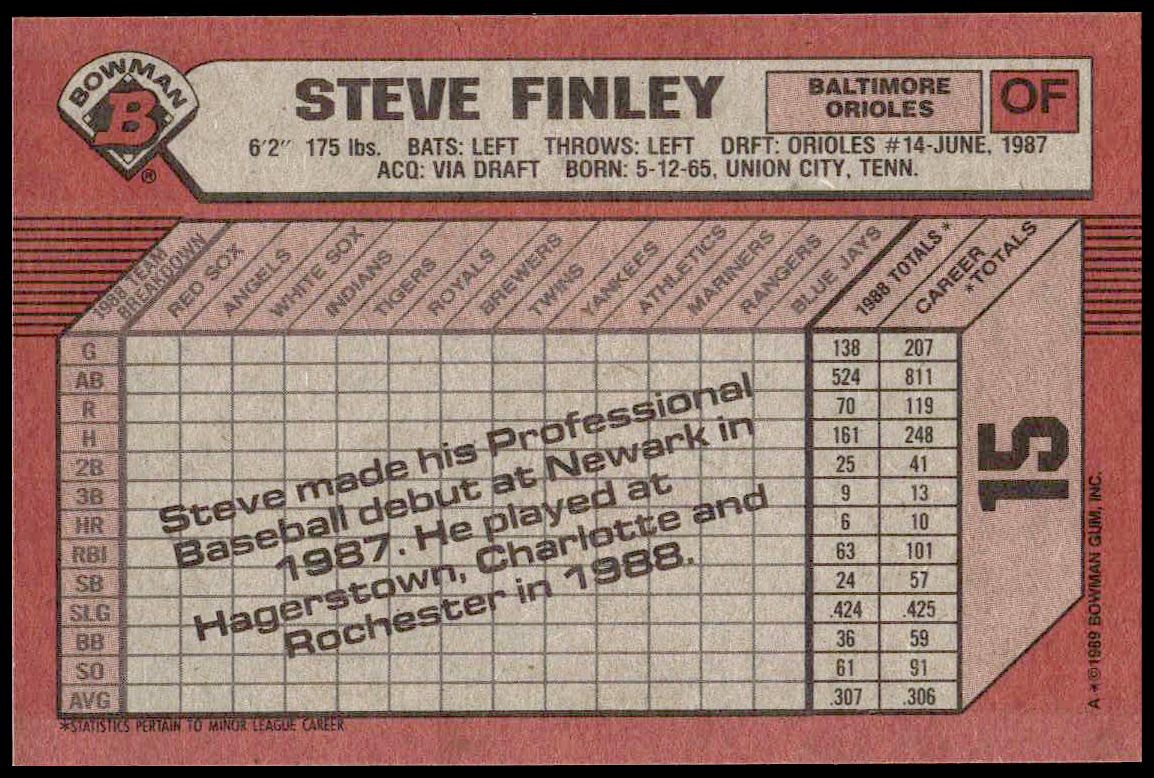 BOWMAN
B
®
STEVE FINLEY
BALTIMORE
ORIOLES
OF
6'2" 175 lbs. BATS: LEFT THROWS: LEFT DRFT: ORIOLES #14-JUNE, 1987
ACQ: VIA DRAFT BORN: 5-12-65, UNION CITY, TENN.
1988 TEAM
BREAKDOWN
RED SOX
ANGELS
WHITE SOX
INDIANS
TIGERS
ROYALS
BREWERS
TWINS
YANKEES
ATHLETICS
MARINERS
RANGERS
BLUE JAYS
1988 TOTALS*
CAREER
*TOTALS
G 138 207
AB 524 811
R 70 119
H 161 248
2B 25 41
3B 9 13
HR 6 10
RBI 63 101
SB 24 57
SLG .424 .425
BB 36 59
SO 61 91
AVG .307 .306
Steve made his Professional
Baseball debut at Newark in
1987. He played at
Hagerstown, Charlotte and
Rochester in 1988.
15
*STATISTICS PERTAIN TO MINOR LEAGUE CAREER
A*©1989 BOWMAN GUM, INC.